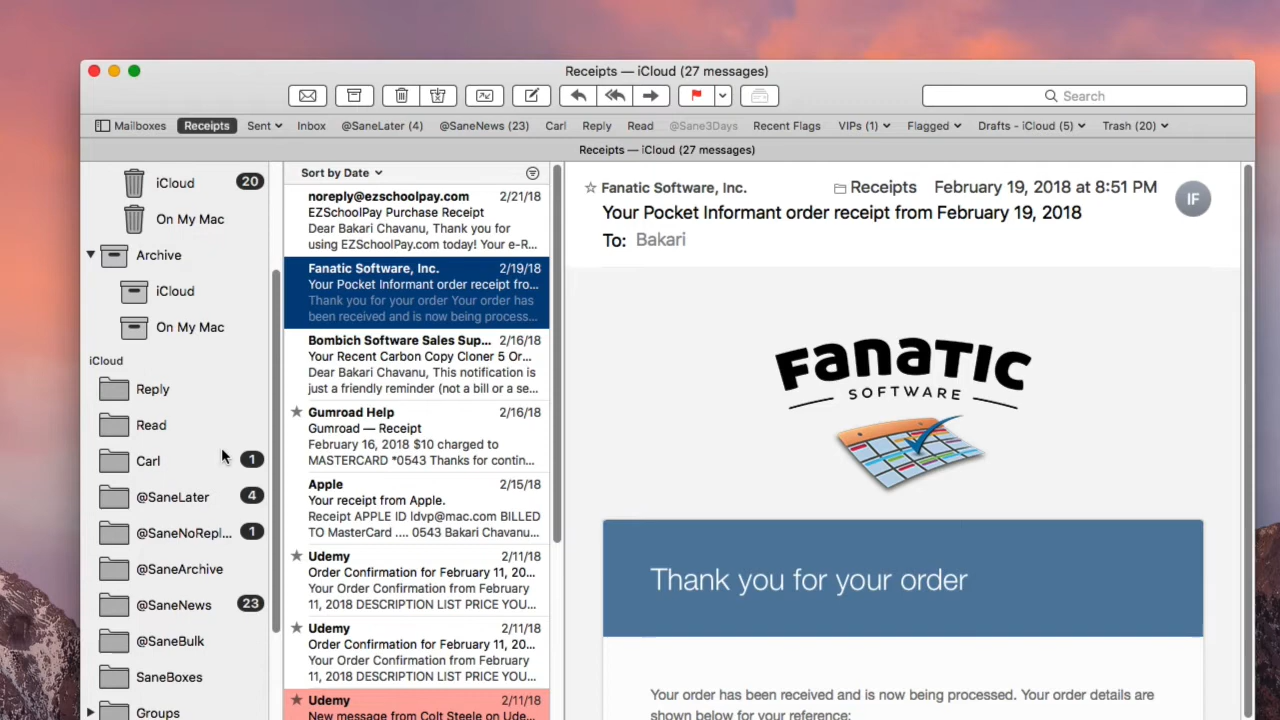 Receipts — iCloud (27 messages)
Search
Mailboxes Receipts Sent Inbox @SaneLater (4) @SaneNews (23) Carl Reply Read @Sane3Days Recent Flags VIPs (1) Flagged Drafts - iCloud (5) Trash (20)
Receipts — iCloud (27 messages)
iCloud 20
On My Mac
Archive
iCloud
On My Mac
iCloud
Reply
Read
Carl 1
@SaneLater 4
@SaneNoRepl... 1
@SaneArchive
@SaneNews 23
@SaneBulk
SaneBoxes
Groups
Sort by Date
noreply@ezschoolpay.com 2/21/18
EZSchoolPay Purchase Receipt
Dear Bakari Chavanu, Thank you for
using EZSchoolPay.com today! Your e-R...
Fanatic Software, Inc. 2/19/18
Your Pocket Informant order receipt fro...
Thank you for your order Your order has
been received and is now being process...
Bombich Software Sales Sup... 2/16/18
Your Recent Carbon Copy Cloner 5 Or...
Dear Bakari Chavanu, This notification is
just a friendly reminder (not a bill or a se...
Gumroad Help 2/16/18
Gumroad — Receipt
February 16, 2018 $10 charged to
MASTERCARD *0543 Thanks for contin...
Apple 2/15/18
Your receipt from Apple.
Receipt APPLE ID ldvp@mac.com BILLED
TO MasterCard .... 0543 Bakari Chavanu...
Udemy 2/11/18
Order Confirmation for February 11, 20...
Your Order Confirmation from February
11, 2018 DESCRIPTION LIST PRICE YOU...
Udemy 2/11/18
Order Confirmation for February 11, 20...
Your Order Confirmation from February
11, 2018 DESCRIPTION LIST PRICE YOU...
Udemy 2/11/18
New message from Colt Steele on Ude...
Fanatic Software, Inc. Receipts February 19, 2018 at 8:51 PM
IF
Your Pocket Informant order receipt from February 19, 2018
To: Bakari
FanaTIC
SOFTWARE
Thank you for your order
Your order has been received and is now being processed. Your order details are
shown below for your reference: